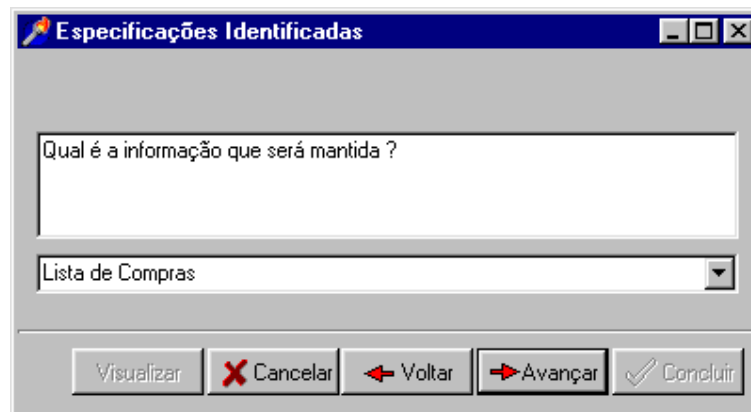 Especificações Identificadas
Qual é a informação que será mantida ?
Lista de Compras
Visualizar Cancelar Voltar Avançar Concluir